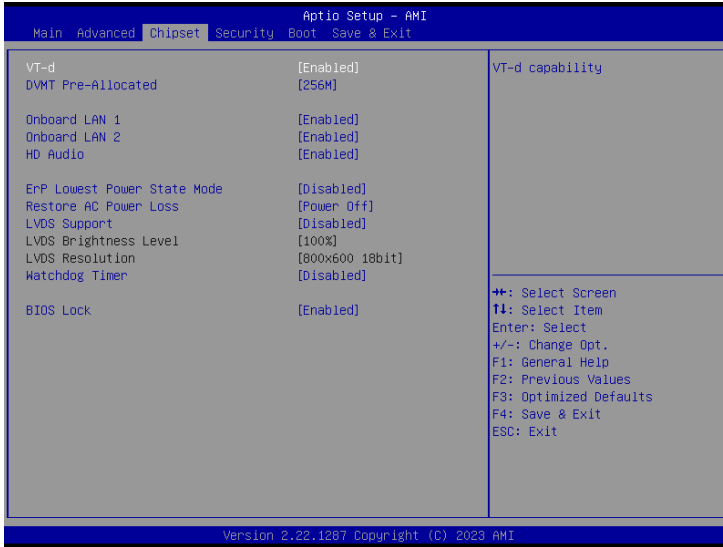 Aptio Setup – AMI
Main Advanced Chipset Security Boot Save & Exit
VT-d [Enabled]
DVMT Pre-Allocated [256M]
Onboard LAN 1 [Enabled]
Onboard LAN 2 [Enabled]
HD Audio [Enabled]
ErP Lowest Power State Mode [Disabled]
Restore AC Power Loss [Power Off]
LVDS Support [Disabled]
LVDS Brightness Level [100%]
LVDS Resolution [800x600 18bit]
Watchdog Timer [Disabled]
BIOS Lock [Enabled]
VT-d capability
→←: Select Screen
↑↓: Select Item
Enter: Select
+/-: Change Opt.
F1: General Help
F2: Previous Values
F3: Optimized Defaults
F4: Save & Exit
ESC: Exit
Version 2.22.1287 Copyright (C) 2023 AMI